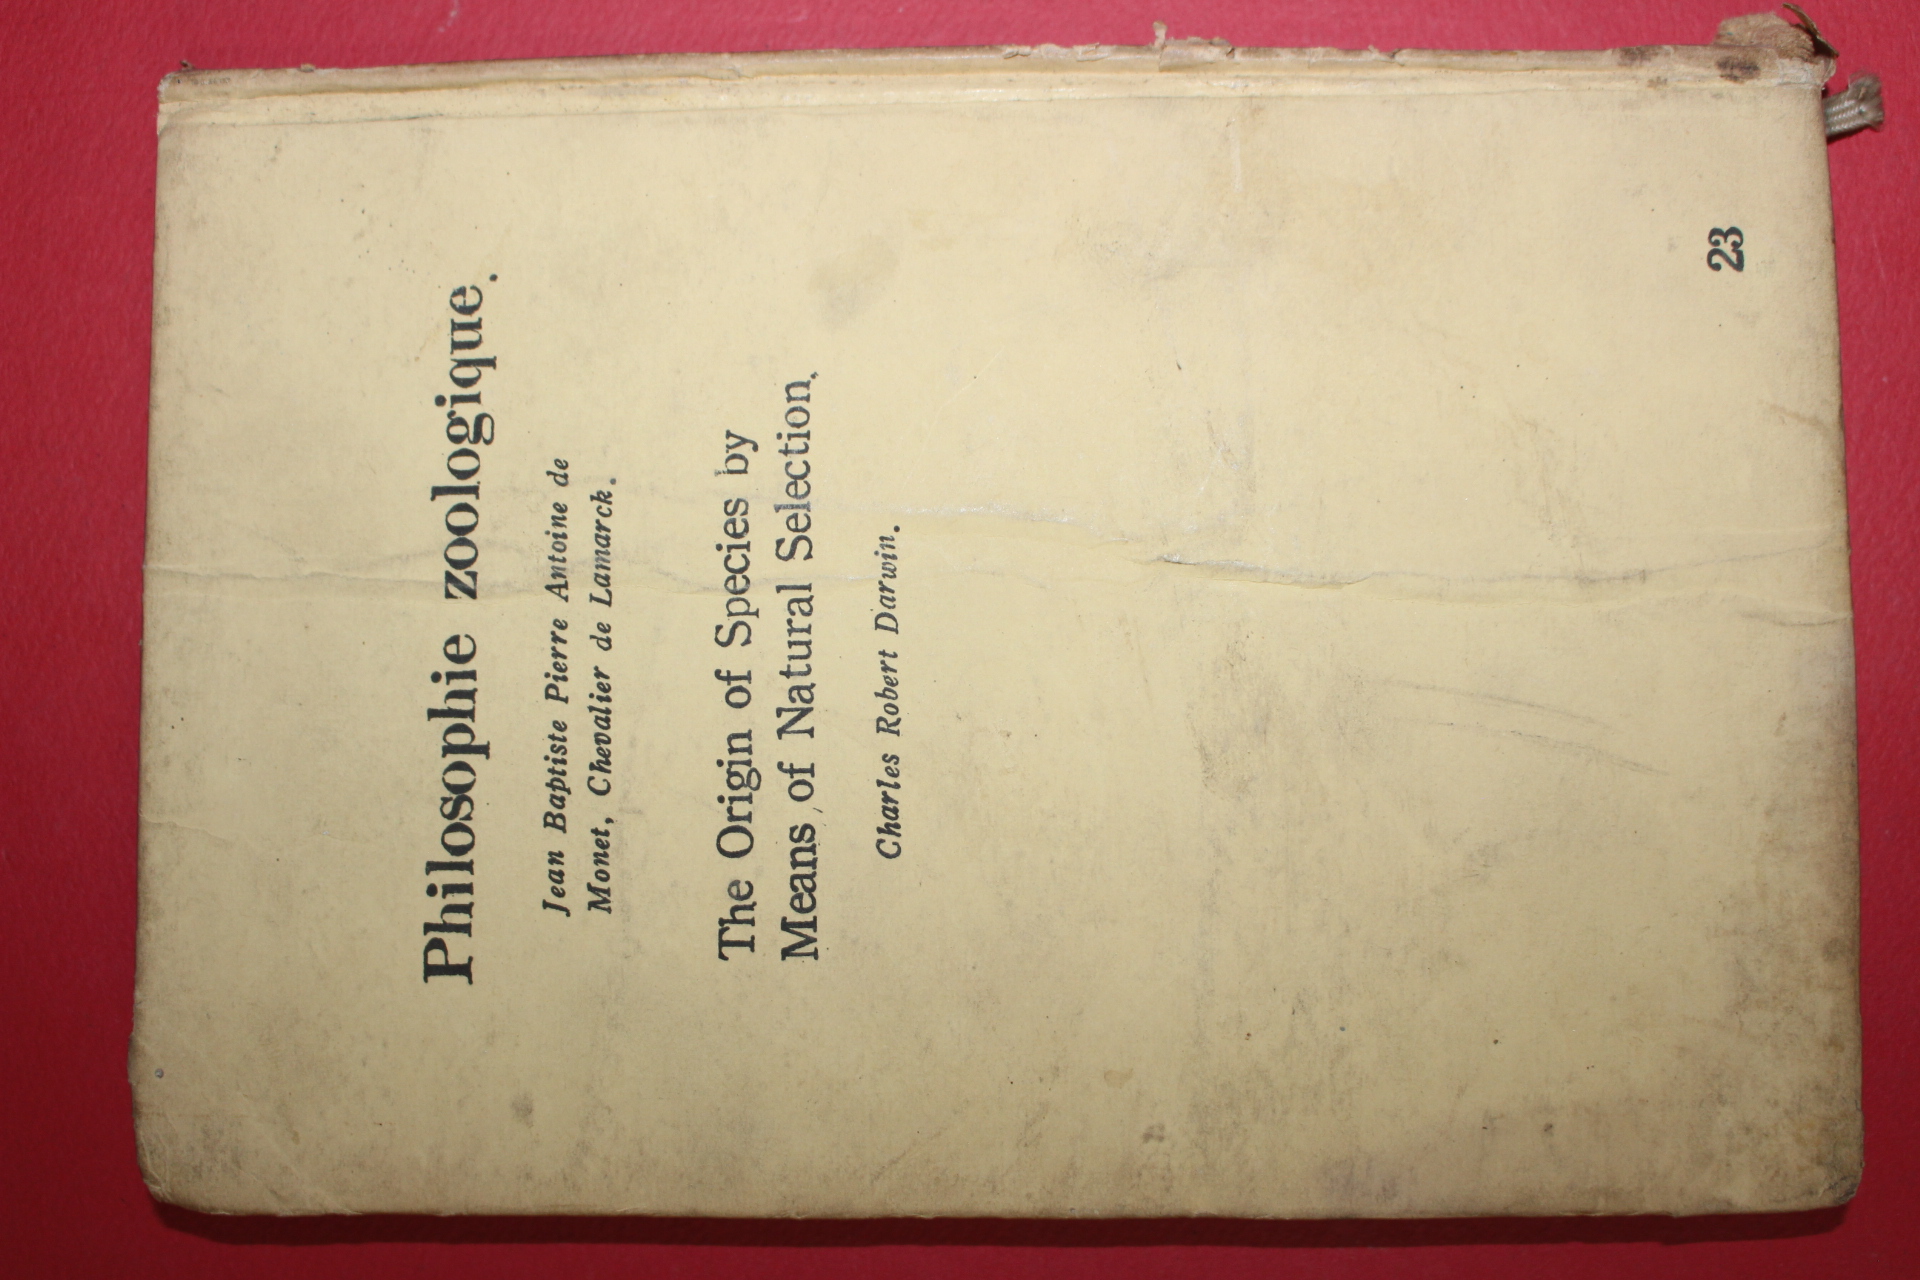 Philosophie zoologique.
Jean Baptiste Pierre Antoine de
Monet, Chevalier de Lamarck.
The Origin of Species by
Means of Natural Selection.
Charles Robert Darwin.
23